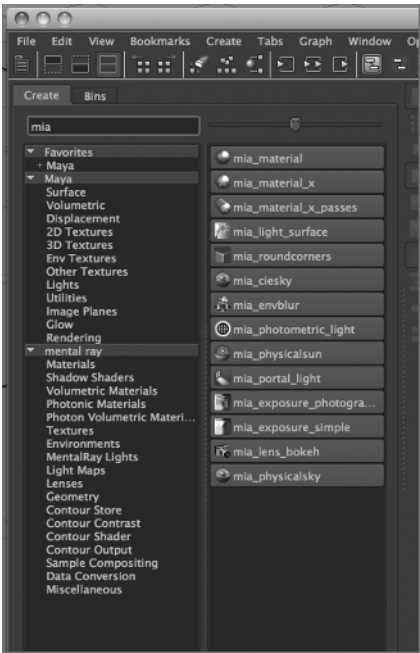 File Edit View Bookmarks Create Tabs Graph Window
Create Bins
mia
Favorites
+ Maya
Maya
Surface
Volumetric
Displacement
2D Textures
3D Textures
Env Textures
Other Textures
Lights
Utilities
Image Planes
Glow
Rendering
mental ray
Materials
Shadow Shaders
Volumetric Materials
Photonic Materials
Photon Volumetric Materi...
Textures
Environments
MentalRay Lights
Light Maps
Lenses
Geometry
Contour Store
Contour Contrast
Contour Shader
Contour Output
Sample Compositing
Data Conversion
Miscellaneous
mia_material
mia_material_x
mia_material_x_passes
mia_light_surface
mia_roundcorners
mia_ciesky
mia_envblur
mia_photometric_light
mia_physicalsun
mia_portal_light
mia_exposure_photogra...
mia_exposure_simple
mia_lens_bokeh
mia_physicalsky